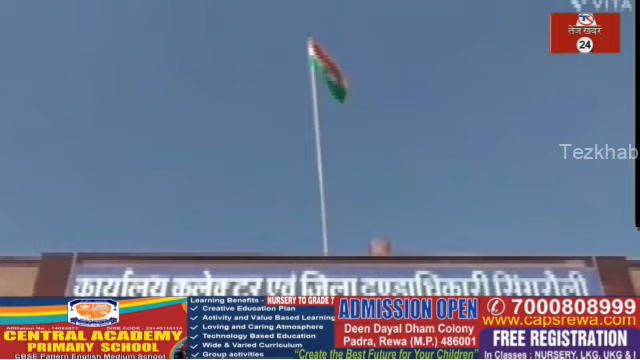 VITA
तेज खबर
24
Tezkhab
कार्यालय कलेक्टर एवं जिला दण्डाधिकारी सिंगरौली
CENTRAL ACADEMY
PRIMARY SCHOOL
CBSE Pattern English Medium School
Learning Benefits - NURSERY TO GRADE 7
✓ Creative Education Plan
✓ Activity and Value Based Learning
✓ Loving and Caring Atmosphere
✓ Technology Based Education
✓ Wide & Varied Curriculum
✓ Group activities
ADMISSION OPEN
Deen Dayal Dham Colony
Padra, Rewa (M.P.) 486001
"Create the Best Future for Your Children"
7000808999
www.capsrewa.com
FREE REGISTRATION
In Classes : NURSERY, LKG, UKG &